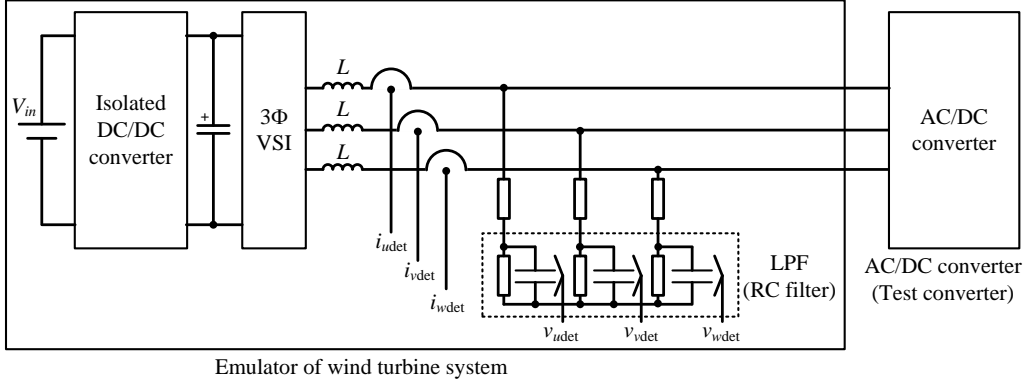 V_in
Isolated
DC/DC
converter
+
3Φ
VSI
L
L
L
i_udet
i_vdet
i_wdet
v_udet
v_vdet
v_wdet
LPF
(RC filter)
AC/DC
converter
AC/DC converter
(Test converter)
Emulator of wind turbine system